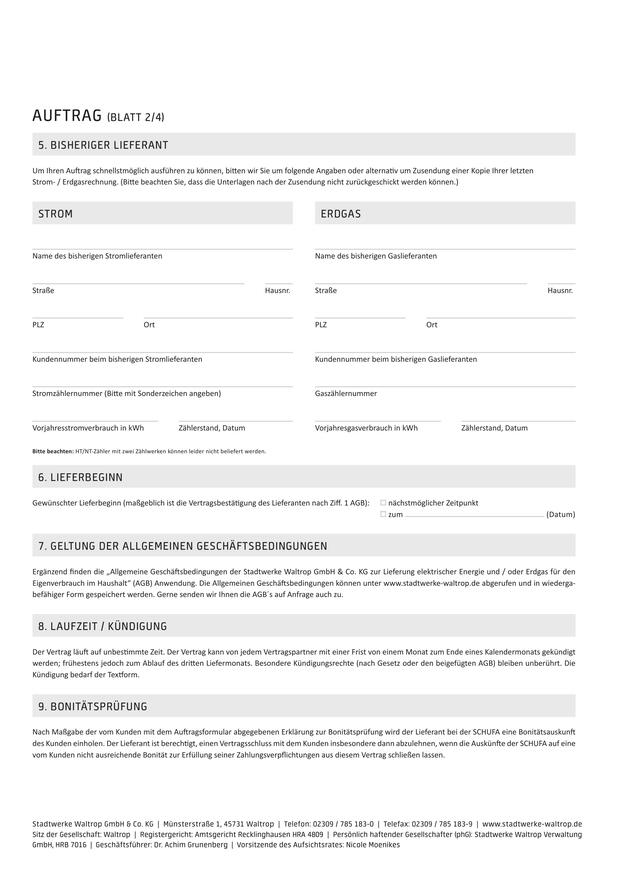 AUFTRAG (BLATT 2/4)
5. BISHERIGER LIEFERANT
Um Ihren Auftrag schnellstmöglich ausführen zu können, bitten wir Sie um folgende Angaben oder alternativ um Zusendung einer Kopie Ihrer letzten
Strom- / Erdgasrechnung. (Bitte beachten Sie, dass die Unterlagen nach der Zusendung nicht zurückgeschickt werden können.)
STROM
Name des bisherigen Stromlieferanten
Straße Hausnr.
PLZ Ort
Kundennummer beim bisherigen Stromlieferanten
Stromzählernummer (Bitte mit Sonderzeichen angeben)
Vorjahresstromverbrauch in kWh Zählerstand, Datum
ERDGAS
Name des bisherigen Gaslieferanten
Straße Hausnr.
PLZ Ort
Kundennummer beim bisherigen Gaslieferanten
Gaszählernummer
Vorjahresgasverbrauch in kWh Zählerstand, Datum
Bitte beachten: HT/NT-Zähler mit zwei Zählwerken können leider nicht beliefert werden.
6. LIEFERBEGINN
Gewünschter Lieferbeginn (maßgeblich ist die Vertragsbestätigung des Lieferanten nach Ziff. 1 AGB): ☐ nächstmöglicher Zeitpunkt
☐ zum (Datum)
7. GELTUNG DER ALLGEMEINEN GESCHÄFTSBEDINGUNGEN
Ergänzend finden die „Allgemeine Geschäftsbedingungen der Stadtwerke Waltrop GmbH & Co. KG zur Lieferung elektrischer Energie und / oder Erdgas für den
Eigenverbrauch im Haushalt“ (AGB) Anwendung. Die Allgemeinen Geschäftsbedingungen können unter www.stadtwerke-waltrop.de abgerufen und in wiederga-
befähiger Form gespeichert werden. Gerne senden wir Ihnen die AGB´s auf Anfrage auch zu.
8. LAUFZEIT / KÜNDIGUNG
Der Vertrag läuft auf unbestimmte Zeit. Der Vertrag kann von jedem Vertragspartner mit einer Frist von einem Monat zum Ende eines Kalendermonats gekündigt
werden; frühestens jedoch zum Ablauf des dritten Liefermonats. Besondere Kündigungsrechte (nach Gesetz oder den beigefügten AGB) bleiben unberührt. Die
Kündigung bedarf der Textform.
9. BONITÄTSPRÜFUNG
Nach Maßgabe der vom Kunden mit dem Auftragsformular abgegebenen Erklärung zur Bonitätsprüfung wird der Lieferant bei der SCHUFA eine Bonitätsauskunft
des Kunden einholen. Der Lieferant ist berechtigt, einen Vertragsschluss mit dem Kunden insbesondere dann abzulehnen, wenn die Auskünfte der SCHUFA auf eine
vom Kunden nicht ausreichende Bonität zur Erfüllung seiner Zahlungsverpflichtungen aus diesem Vertrag schließen lassen.
Stadtwerke Waltrop GmbH & Co. KG | Münsterstraße 1, 45731 Waltrop | Telefon: 02309 / 785 183-0 | Telefax: 02309 / 785 183-9 | www.stadtwerke-waltrop.de
Sitz der Gesellschaft: Waltrop | Registergericht: Amtsgericht Recklinghausen HRA 4809 | Persönlich haftender Gesellschafter (phG): Stadtwerke Waltrop Verwaltung
GmbH, HRB 7016 | Geschäftsführer: Dr. Achim Grunenberg | Vorsitzende des Aufsichtsrates: Nicole Moenikes